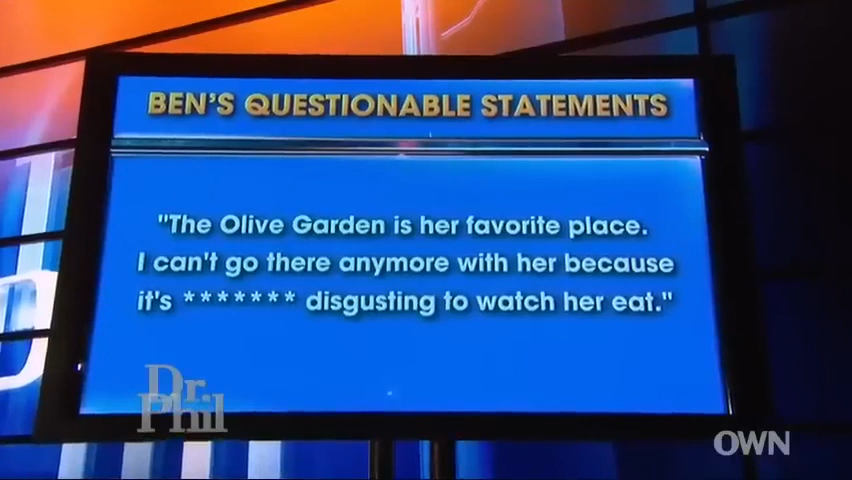 BEN'S QUESTIONABLE STATEMENTS
"The Olive Garden is her favorite place.
I can't go there anymore with her because
it's ******* disgusting to watch her eat."
Dr.
Phil
OWN